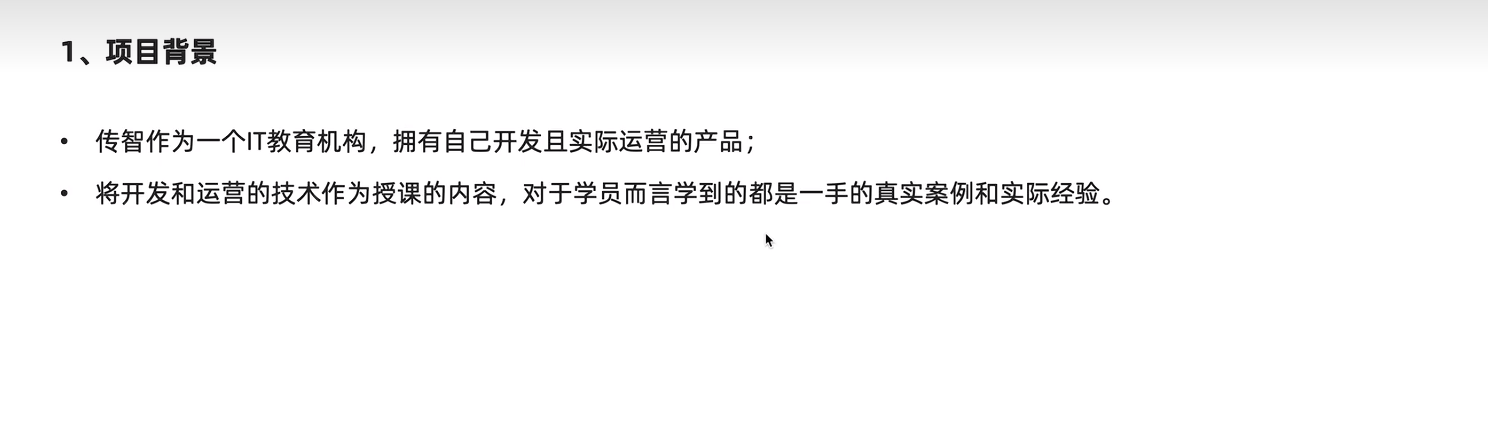 1、项目背景
• 传智作为一个IT教育机构，拥有自己开发且实际运营的产品；
• 将开发和运营的技术作为授课的内容，对于学员而言学到的都是一手的真实案例和实际经验。